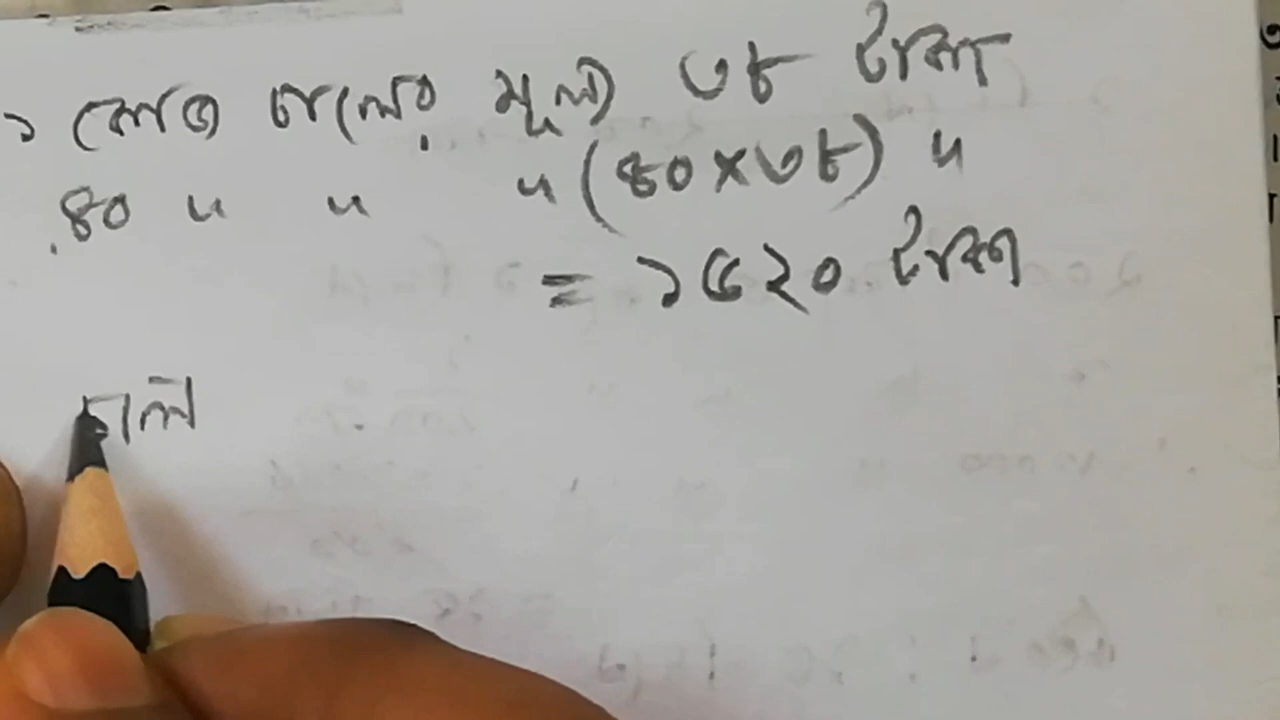 ১ কেজি চালের মূল্য ৩৮ টাকা
৪০ " " " (৪০×৩৮) "
= ১৫২০ টাকা
চাল